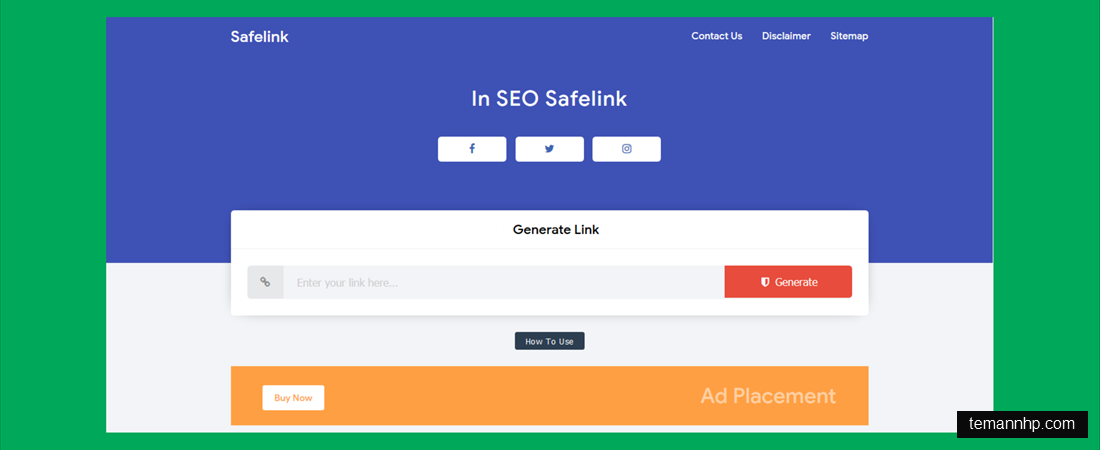 Safelink
Contact Us Disclaimer Sitemap
In SEO Safelink
Generate Link
Enter your link here...
Generate
How To Use
Buy Now
Ad Placement
temannhp.com